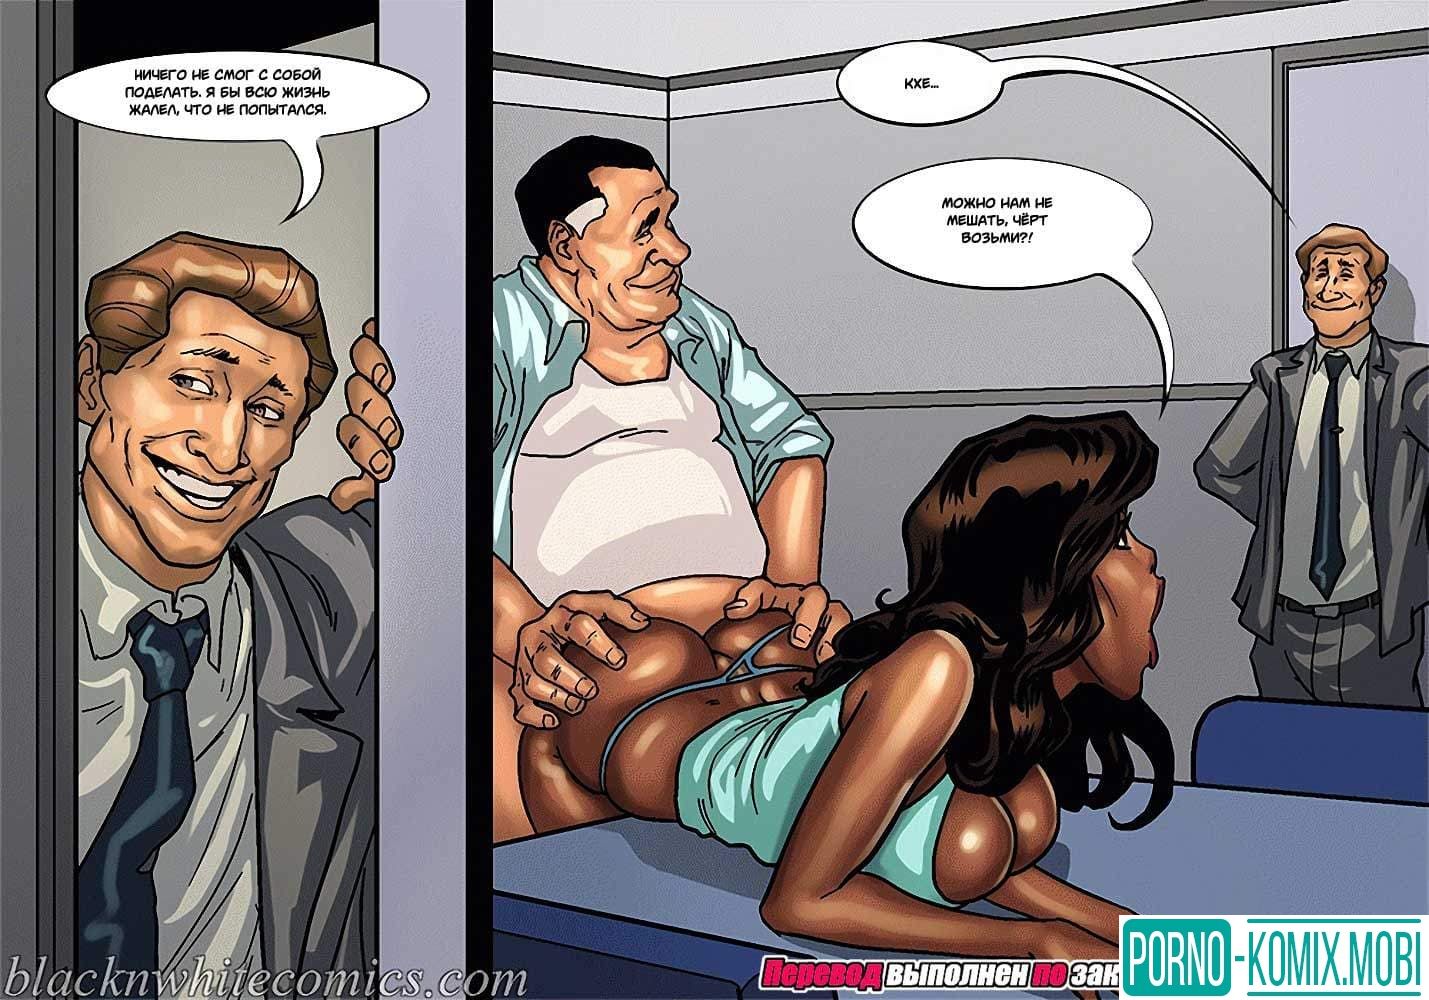 НИЧЕГО НЕ СМОГ С СОБОЙ
ПОДЕЛАТЬ. Я БЫ ВСЮ ЖИЗНЬ
ЖАЛЕЛ, ЧТО НЕ ПОПЫТАЛСЯ.
КХЕ...
МОЖНО НАМ НЕ
МЕШАТЬ, ЧЁРТ
ВОЗЬМИ?!
blacknwhitecomics.com
Перевод выполнен по зак
PORNO-KOMIX.MOBI